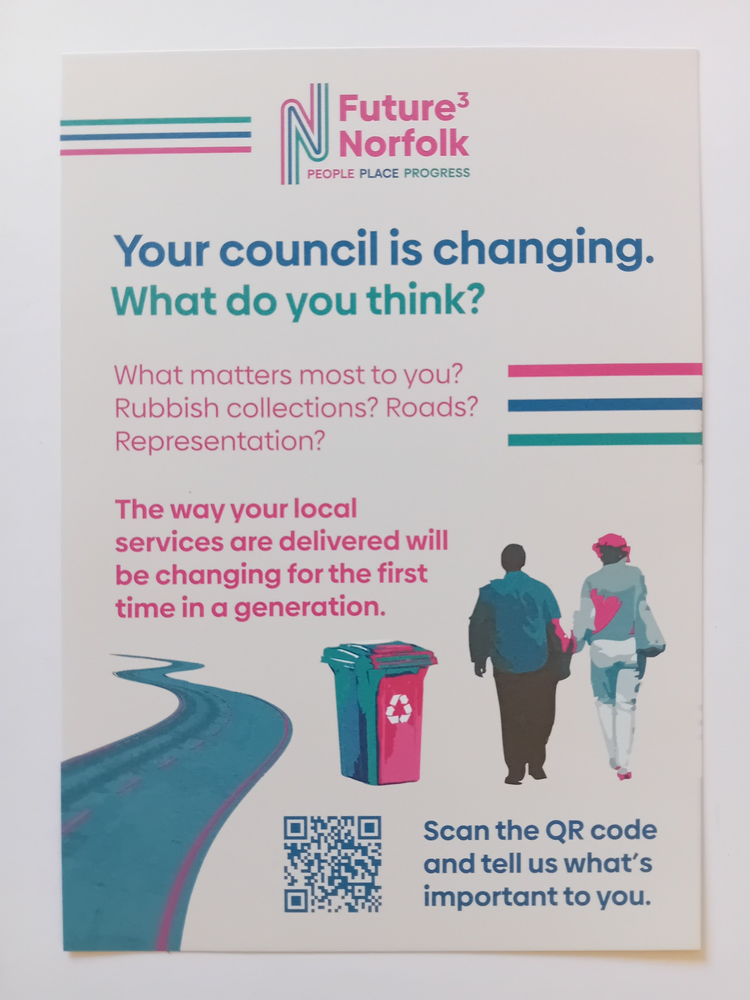 Future³
Norfolk
PEOPLE PLACE PROGRESS
Your council is changing.
What do you think?
What matters most to you?
Rubbish collections? Roads?
Representation?
The way your local
services are delivered will
be changing for the first
time in a generation.
Scan the QR code
and tell us what's
important to you.